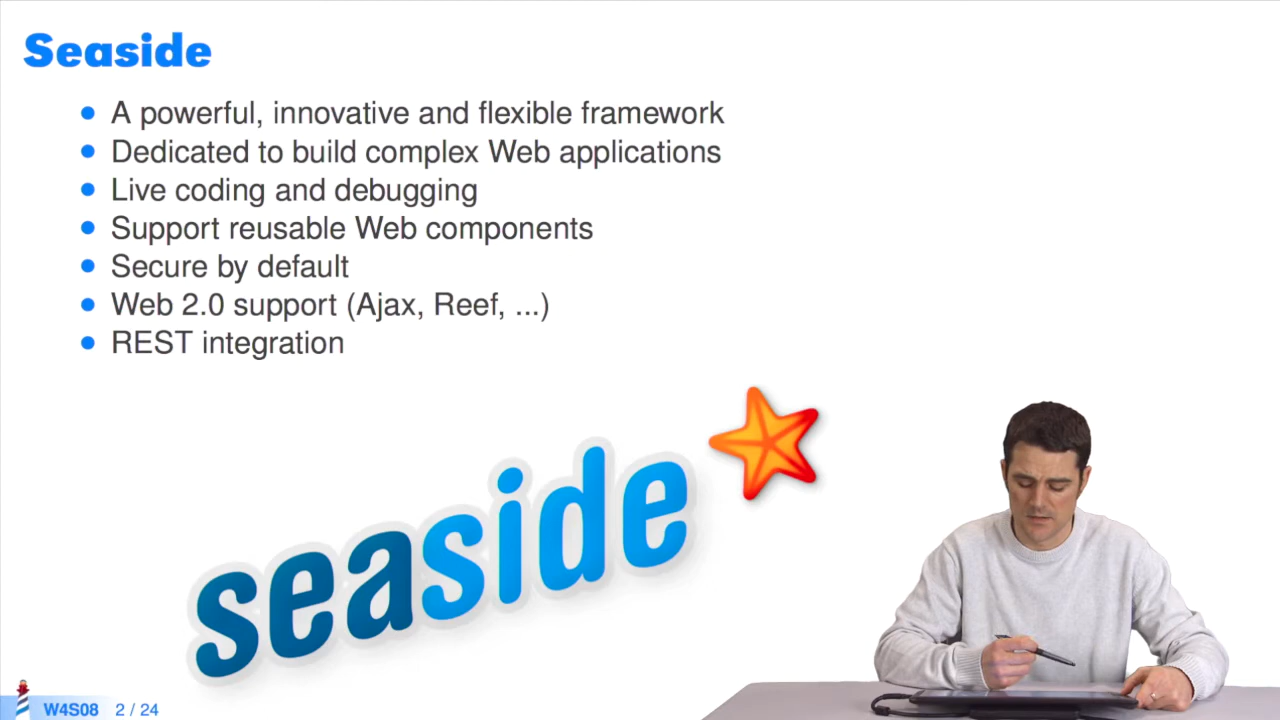 Seaside
A powerful, innovative and flexible framework
Dedicated to build complex Web applications
Live coding and debugging
Support reusable Web components
Secure by default
Web 2.0 support (Ajax, Reef, ...)
REST integration
seaside
W4S08 2 / 24